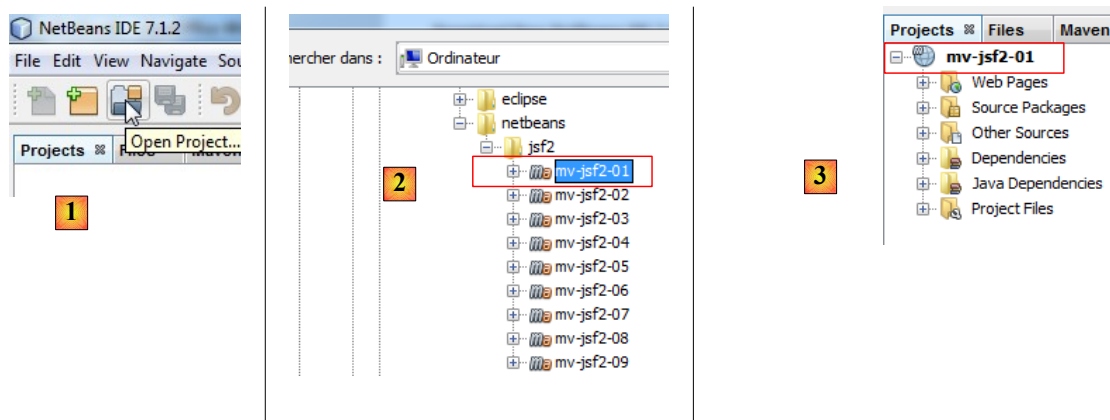 NetBeans IDE 7.1.2
File Edit View Navigate Sou
Open Project...
Projects
1
hercher dans :
Ordinateur
eclipse
netbeans
jsf2
mv-jsf2-01
mv-jsf2-02
mv-jsf2-03
mv-jsf2-04
mv-jsf2-05
mv-jsf2-06
mv-jsf2-07
mv-jsf2-08
mv-jsf2-09
2
Projects Files Maven
mv-jsf2-01
Web Pages
Source Packages
Other Sources
Dependencies
Java Dependencies
Project Files
3